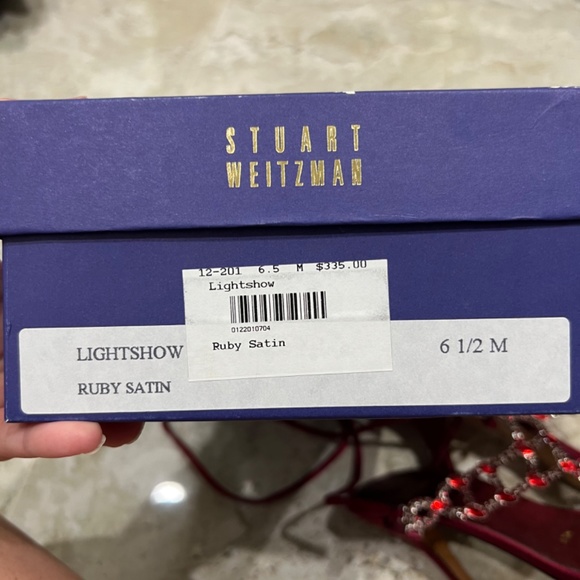 STUART
WEITZMAN
12-201 6.5 M $335.00
Lightshow
0122010704
Ruby Satin
LIGHTSHOW
6 1/2 M
RUBY SATIN